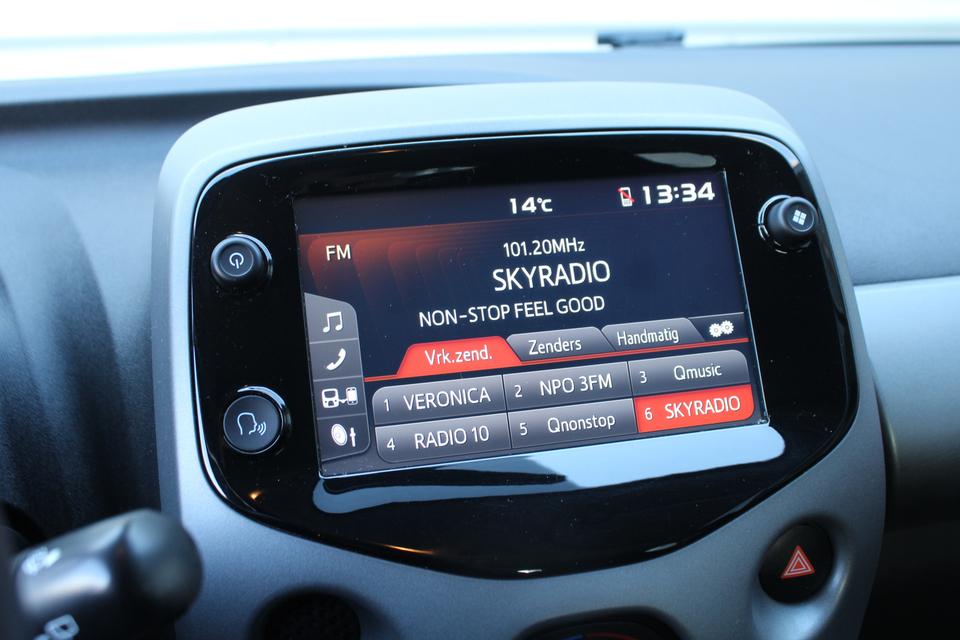 14°C
13:34
FM
101.20MHz
SKYRADIO
NON-STOP FEEL GOOD
Vrk.zend.
Zenders
Handmatig
1 VERONICA
2 NPO 3FM
3 Qmusic
4 RADIO 10
5 Qnonstop
6 SKYRADIO